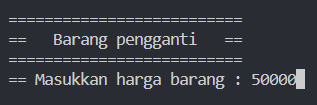 ==========================
==   Barang pengganti   ==
==========================
== Masukkan harga barang : 50000